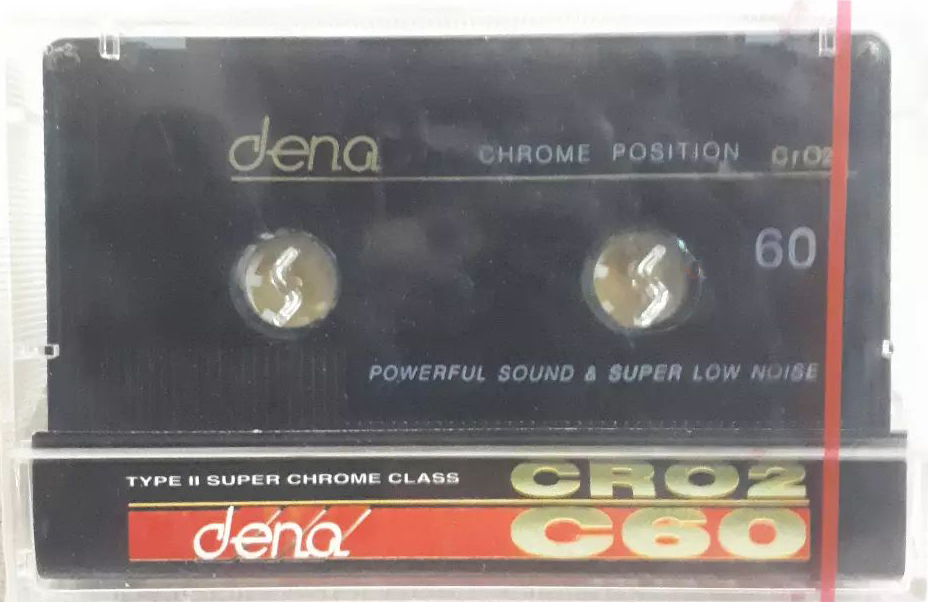 dena CHROME POSITION CrO2
60
POWERFUL SOUND & SUPER LOW NOISE
TYPE II SUPER CHROME CLASS CRO2
dena C60